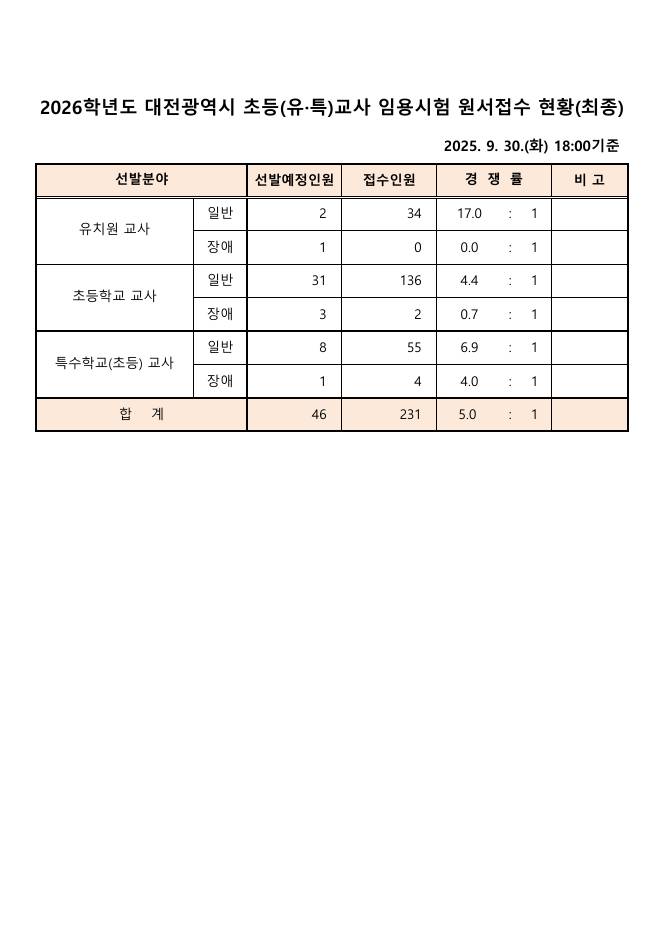 2026학년도 대전광역시 초등(유·특)교사 임용시험 원서접수 현황(최종)
2025. 9. 30.(화) 18:00기준
선발분야 선발예정인원 접수인원 경 쟁 률 비 고
유치원 교사 일반 2 34 17.0 : 1
장애 1 0 0.0 : 1
초등학교 교사 일반 31 136 4.4 : 1
장애 3 2 0.7 : 1
특수학교(초등) 교사 일반 8 55 6.9 : 1
장애 1 4 4.0 : 1
합 계 46 231 5.0 : 1